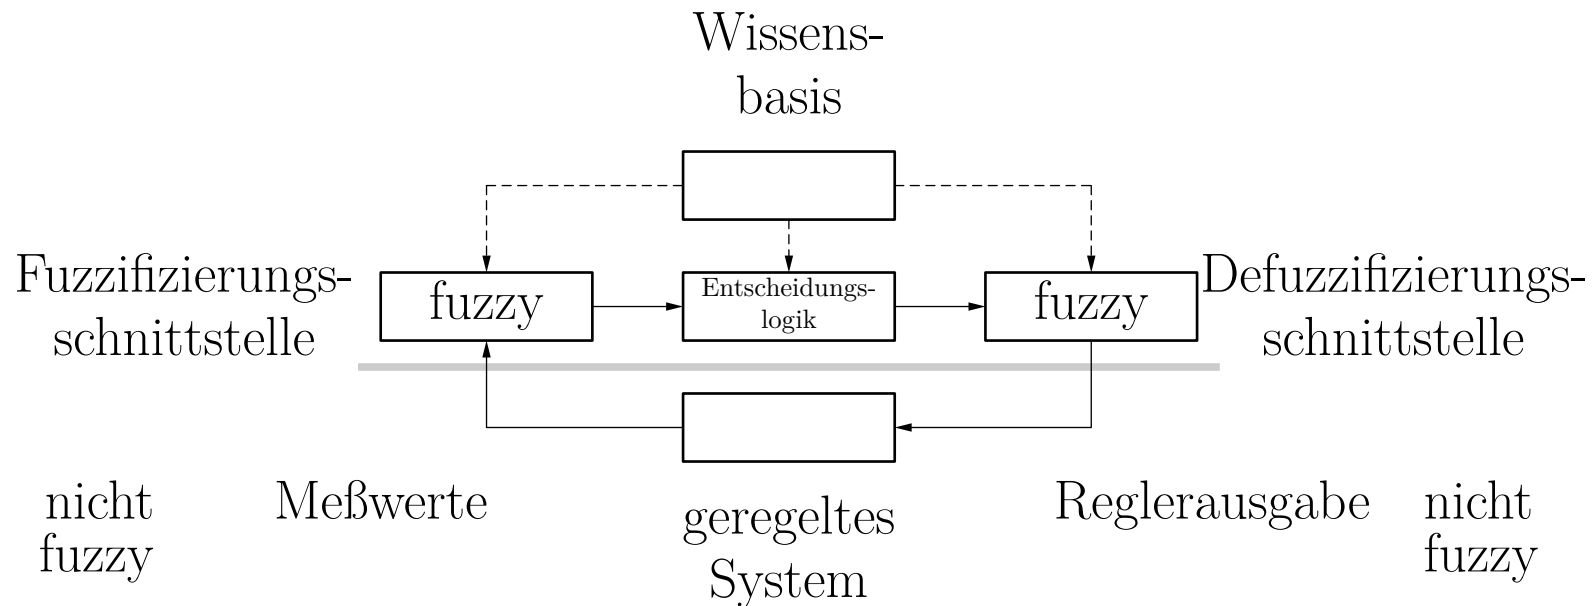 Wissens-
basis
Fuzzifizierungs-
schnittstelle
fuzzy
Entscheidungs-
logik
fuzzy
Defuzzifizierungs-
schnittstelle
nicht
fuzzy
Meßwerte
geregeltes
System
Reglerausgabe
nicht
fuzzy